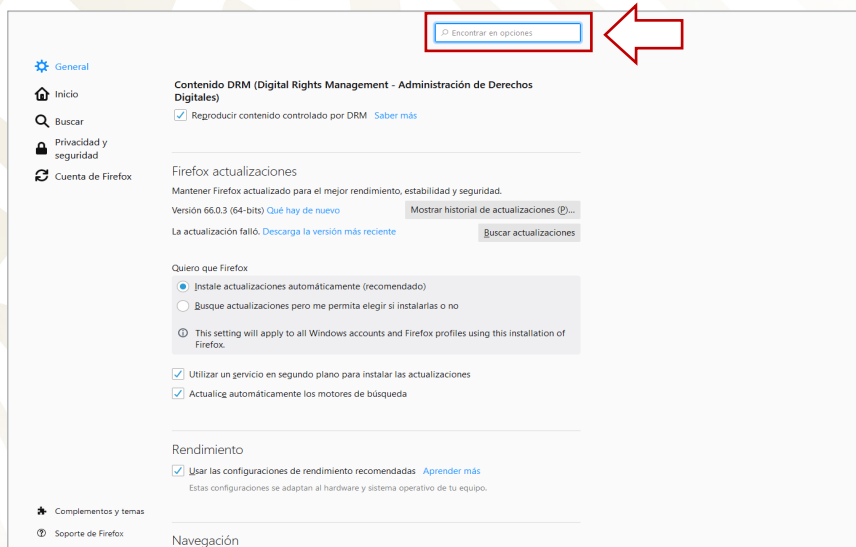 Encontrar en opciones
General
Inicio
Buscar
Privacidad y
seguridad
Cuenta de Firefox
Contenido DRM (Digital Rights Management - Administración de Derechos
Digitales)
Reproducir contenido controlado por DRM Saber más
Firefox actualizaciones
Mantener Firefox actualizado para el mejor rendimiento, estabilidad y seguridad.
Versión 66.0.3 (64-bits) Qué hay de nuevo
Mostrar historial de actualizaciones (P)...
La actualización falló. Descarga la versión más reciente
Buscar actualizaciones
Quiero que Firefox
Instale actualizaciones automáticamente (recomendado)
Busque actualizaciones pero me permita elegir si instalarlas o no
This setting will apply to all Windows accounts and Firefox profiles using this installation of
Firefox.
Utilizar un servicio en segundo plano para instalar las actualizaciones
Actualice automáticamente los motores de búsqueda
Rendimiento
Usar las configuraciones de rendimiento recomendadas Aprender más
Estas configuraciones se adaptan al hardware y sistema operativo de tu equipo.
Complementos y temas
Soporte de Firefox
Navegación